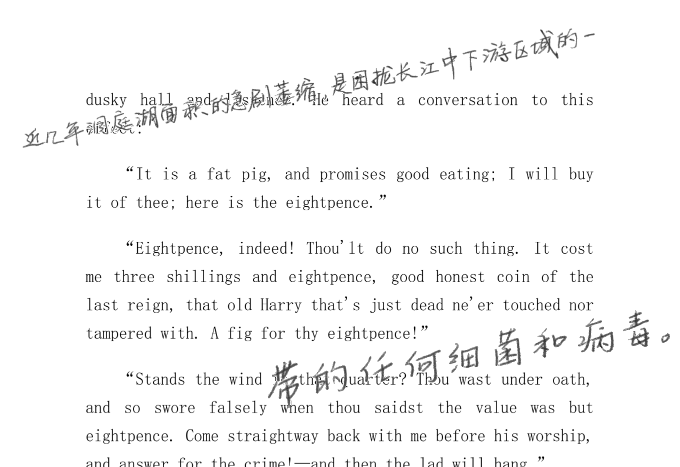 近几年洞庭湖面积的急剧萎缩，是困扰长江中下游区域的一
dusky hall and listened. He heard a conversation to this
“It is a fat pig, and promises good eating; I will buy
it of thee; here is the eightpence.”
“Eightpence, indeed! Thou'lt do no such thing. It cost
me three shillings and eightpence, good honest coin of the
last reign, that old Harry that's just dead ne'er touched nor
tampered with. A fig for thy eightpence!”
带的任何细菌和病毒。
“Stands the wind that quarter? Thou wast under oath,
and so swore falsely when thou saidst the value was but
eightpence. Come straightway back with me before his worship,
and answer for the crime!—and then the lad will hang.”